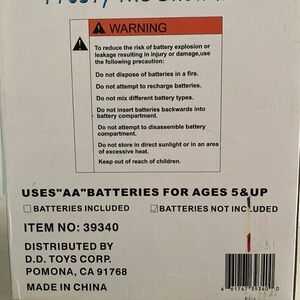 WARNING
To reduce the risk of battery explosion or
leakage resulting in injury or damage,use
the following precaution:
Do not dispose of batteries in a fire.
Do not attempt to recharge batteries.
Do not mix different battery types.
Do not insert batteries backwards into
battery compartment.
Do not attempt to disassemble battery
compartment.
Do not store in direct sunlight or in an area
of excessive heat.
Keep out of reach of children.
USES"AA"BATTERIES FOR AGES 5&UP
BATTERIES INCLUDED BATTERIES NOT INCLUDED
ITEM NO: 39340
DISTRIBUTED BY
D.D. TOYS CORP.
POMONA, CA 91768
MADE IN CHINA
6 61767 39340 0